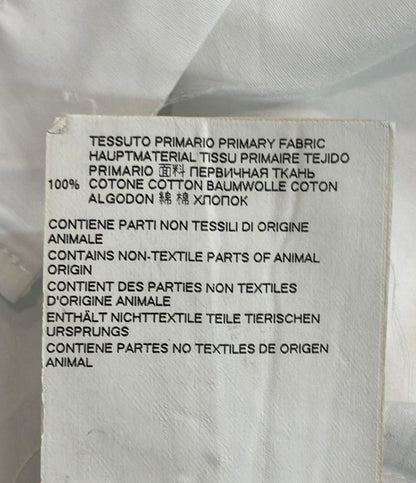 TESSUTO PRIMARIO PRIMARY FABRIC
HAUPTMATERIAL TISSU PRIMAIRE TEJIDO
PRIMARIO 面料 ПЕРВИЧНАЯ ТКАНЬ
100% COTONE COTTON BAUMWOLLE COTON
ALGODON 綿 棉 ХЛОПОК
CONTIENE PARTI NON TESSILI DI ORIGINE
ANIMALE
CONTAINS NON-TEXTILE PARTS OF ANIMAL
ORIGIN
CONTIENT DES PARTIES NON TEXTILES
D'ORIGINE ANIMALE
ENTHÄLT NICHTTEXTILE TEILE TIERISCHEN
URSPRUNGS
CONTIENE PARTES NO TEXTILES DE ORIGEN
ANIMAL